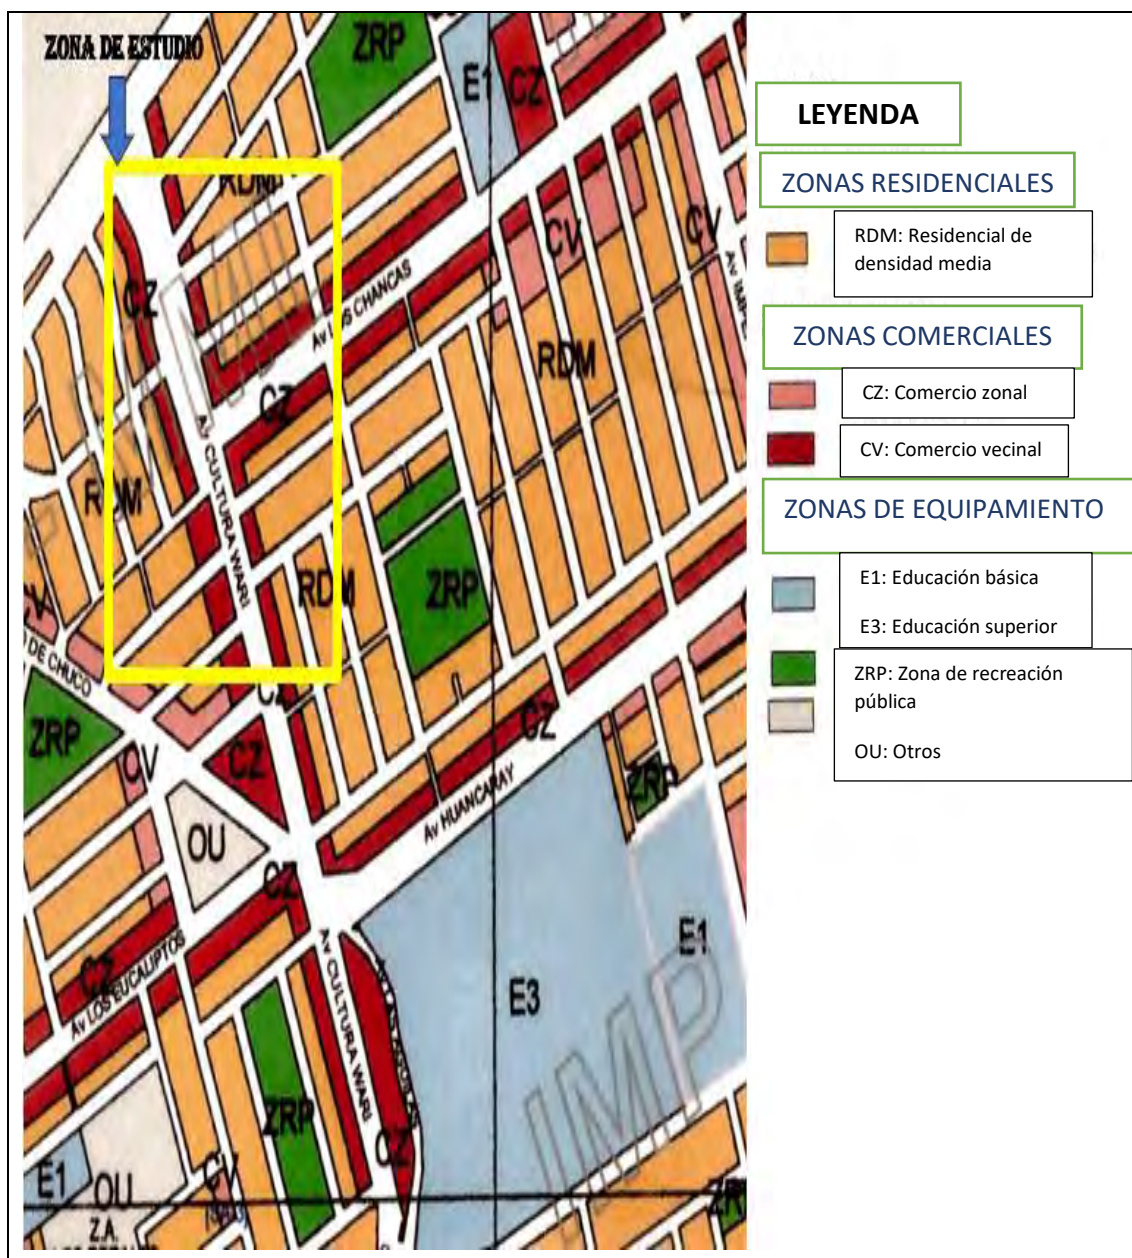 ZONA DE ESTUDIO
ZRP
E1
CZ
RDM
CV
CV
CZ
AV LOS CHANCAS
RDM
CZ
AV CULTURA WARI
RDM
RDM
ZRP
CV
DE CHUCO
CZ
ZRP
CV
CZ
CZ
ZRP
OU
AV HUANCARAY
CZ
E1
E3
CZ
AV LOS EUCALIPTOS
AV CULTURA WARI
IMP
ZRP
CZ
E1
OU
CV
Z.A.
LEYENDA
ZONAS RESIDENCIALES
RDM: Residencial de
densidad media
ZONAS COMERCIALES
CZ: Comercio zonal
CV: Comercio vecinal
ZONAS DE EQUIPAMIENTO
E1: Educación básica
E3: Educación superior
ZRP: Zona de recreación
pública
OU: Otros